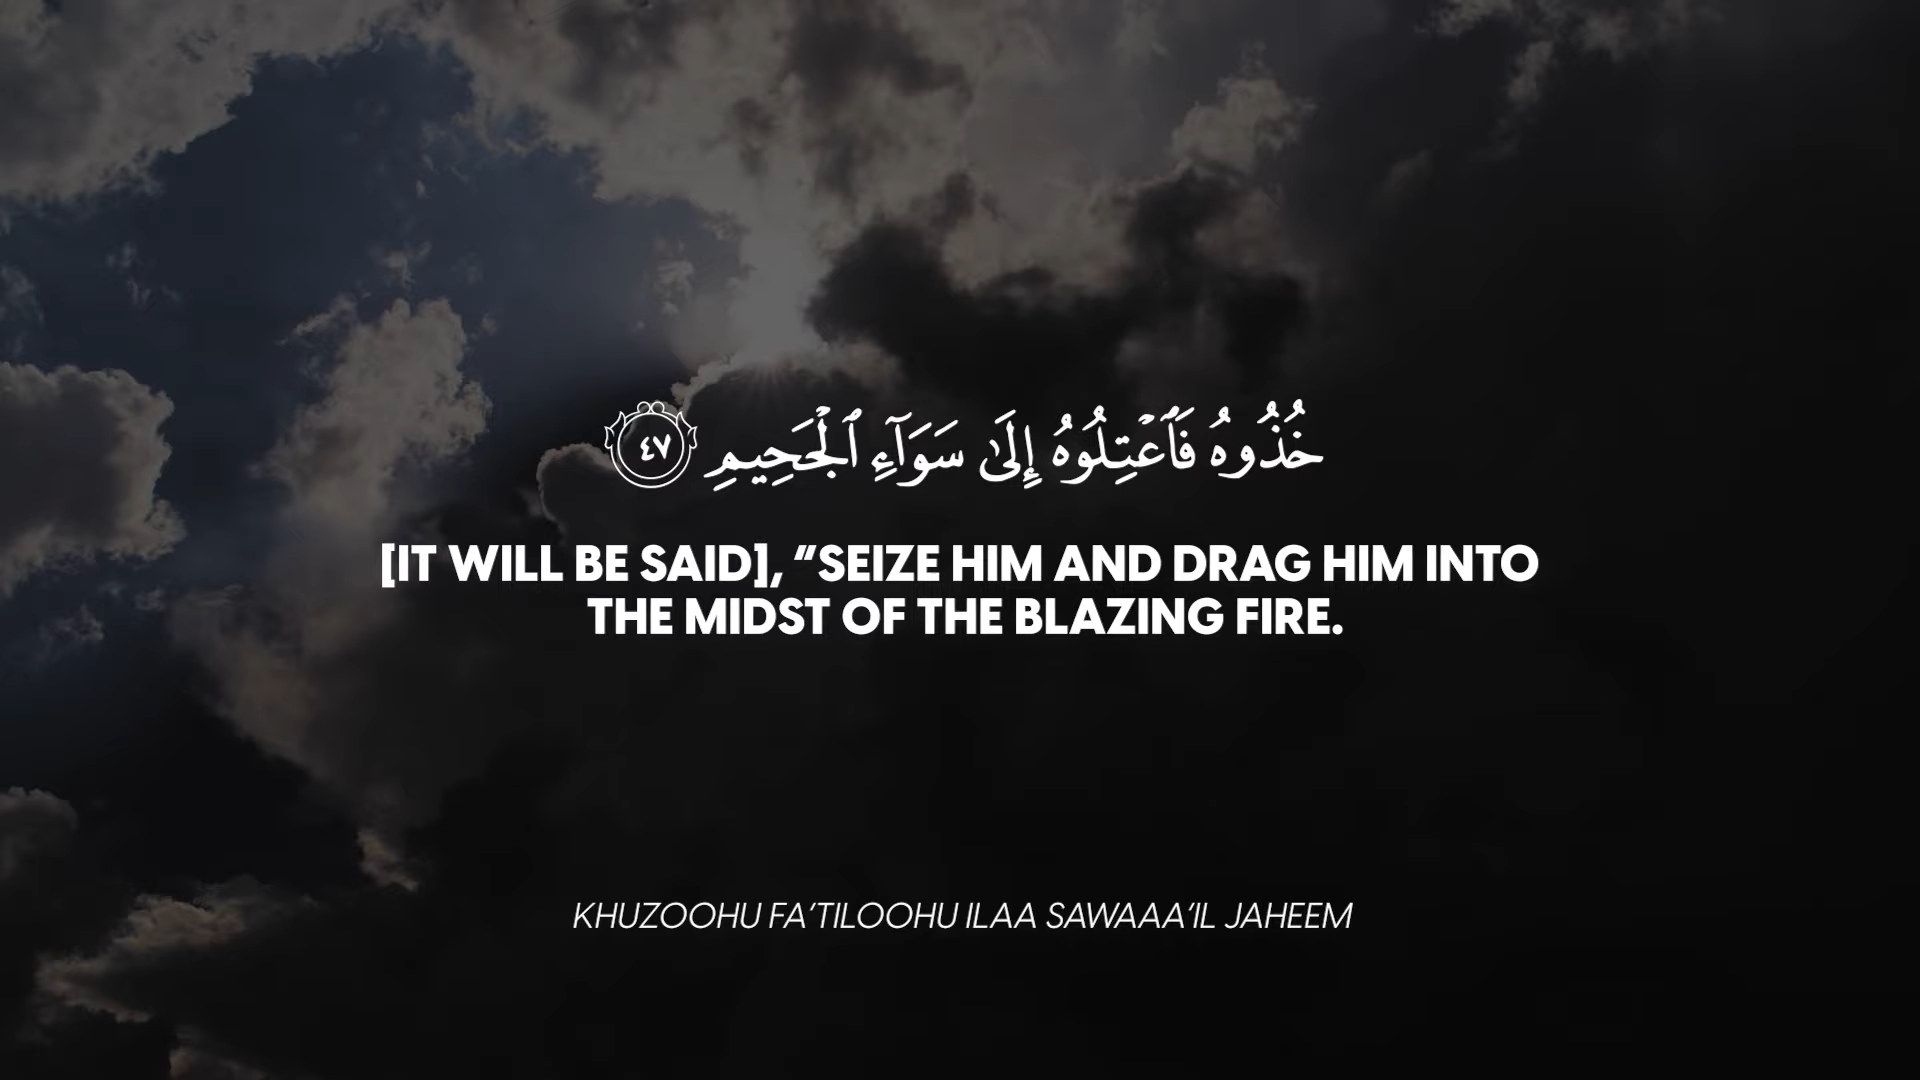 خُذُوهُ فَٱعْتِلُوهُ إِلَىٰ سَوَآءِ ٱلْجَحِيمِ ٤٧
[IT WILL BE SAID], "SEIZE HIM AND DRAG HIM INTO
THE MIDST OF THE BLAZING FIRE.
KHUZOOHU FA'TILOOHU ILAA SAWAAA'IL JAHEEM